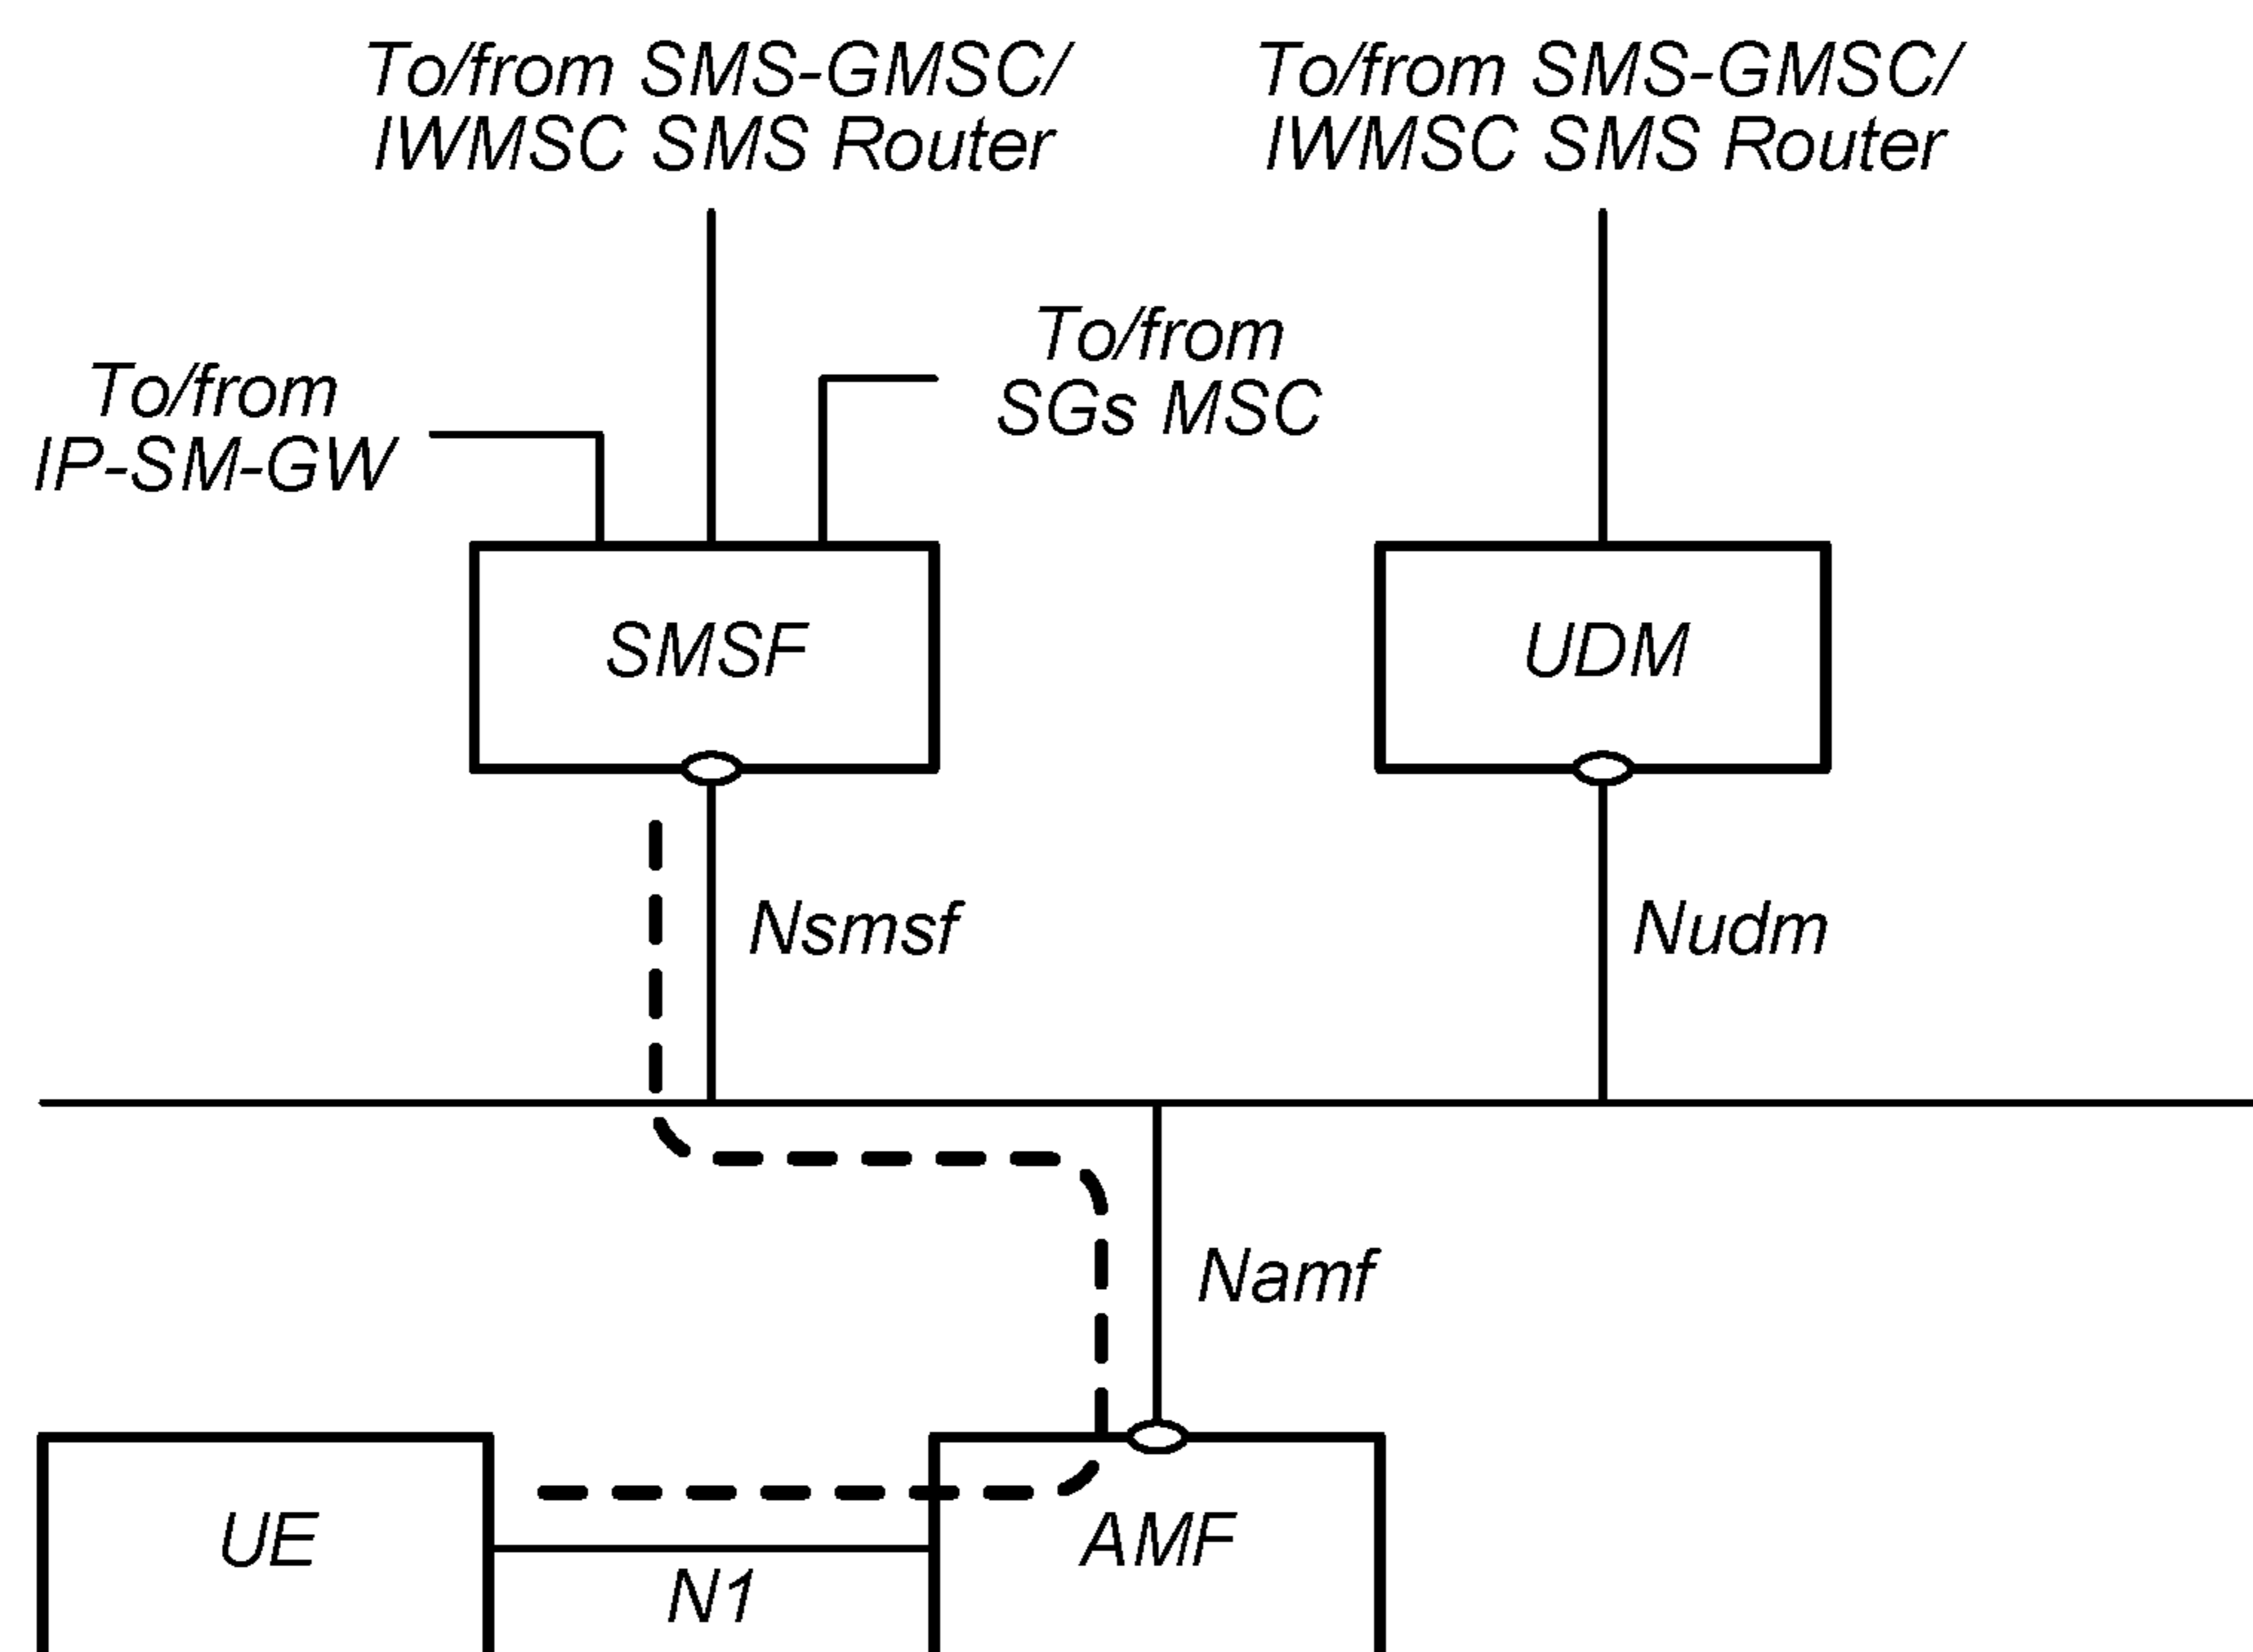 To/from SMS-GMSC/
IWMSC SMS Router
To/from SMS-GMSC/
IWMSC SMS Router
To/from
SGs MSC
To/from
IP-SM-GW
SMSF
UDM
Nsmsf
Nudm
Namf
UE
AMF
N1